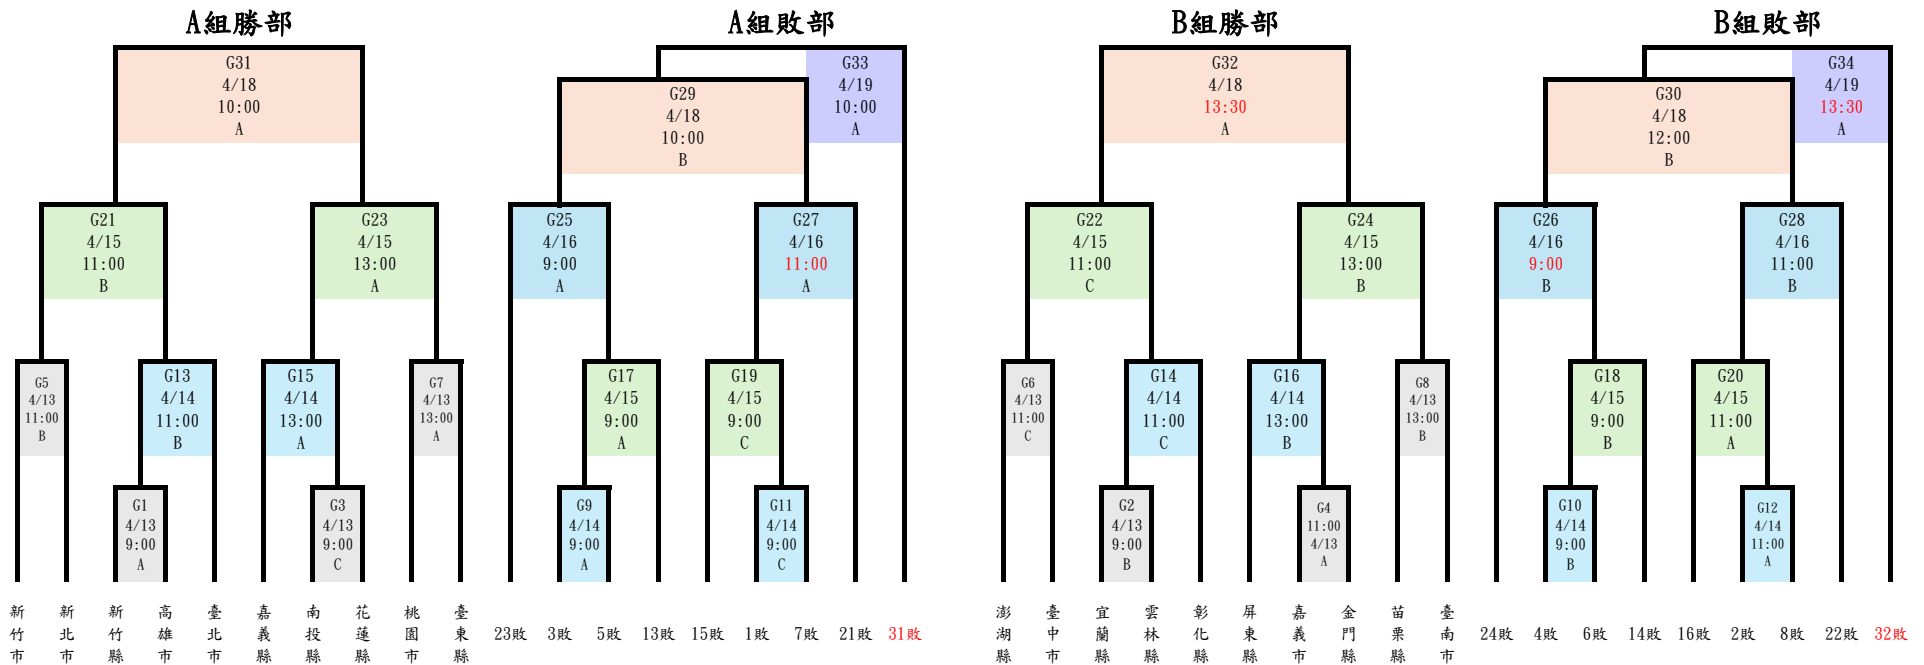 A組勝部
G31
4/18
10:00
A
G21
4/15
11:00
B
G23
4/15
13:00
A
G5
4/13
11:00
B
G13
4/14
11:00
B
G15
4/14
13:00
A
G7
4/13
13:00
A
G1
4/13
9:00
A
G3
4/13
9:00
C
新竹市
新北市
新竹縣
高雄市
臺北市
嘉義縣
南投縣
花蓮縣
桃園市
臺東縣
A組敗部
G33
4/19
10:00
A
G29
4/18
10:00
B
G25
4/16
9:00
A
G27
4/16
11:00
A
G17
4/15
9:00
A
G19
4/15
9:00
C
G9
4/14
9:00
A
G11
4/14
9:00
C
23敗
3敗
5敗
13敗
15敗
1敗
7敗
21敗
31敗
B組勝部
G32
4/18
13:30
A
G22
4/15
11:00
C
G24
4/15
13:00
B
G6
4/13
11:00
C
G14
4/14
11:00
C
G16
4/14
13:00
B
G8
4/13
13:00
B
G2
4/13
9:00
B
G4
11:00
4/13
A
澎湖縣
臺中市
宜蘭縣
雲林縣
彰化縣
屏東縣
嘉義市
金門縣
苗栗縣
臺南市
B組敗部
G34
4/19
13:30
A
G30
4/18
12:00
B
G26
4/16
9:00
B
G28
4/16
11:00
B
G18
4/15
9:00
B
G20
4/15
11:00
A
G10
4/14
9:00
B
G12
4/14
11:00
A
24敗
4敗
6敗
14敗
16敗
2敗
8敗
22敗
32敗